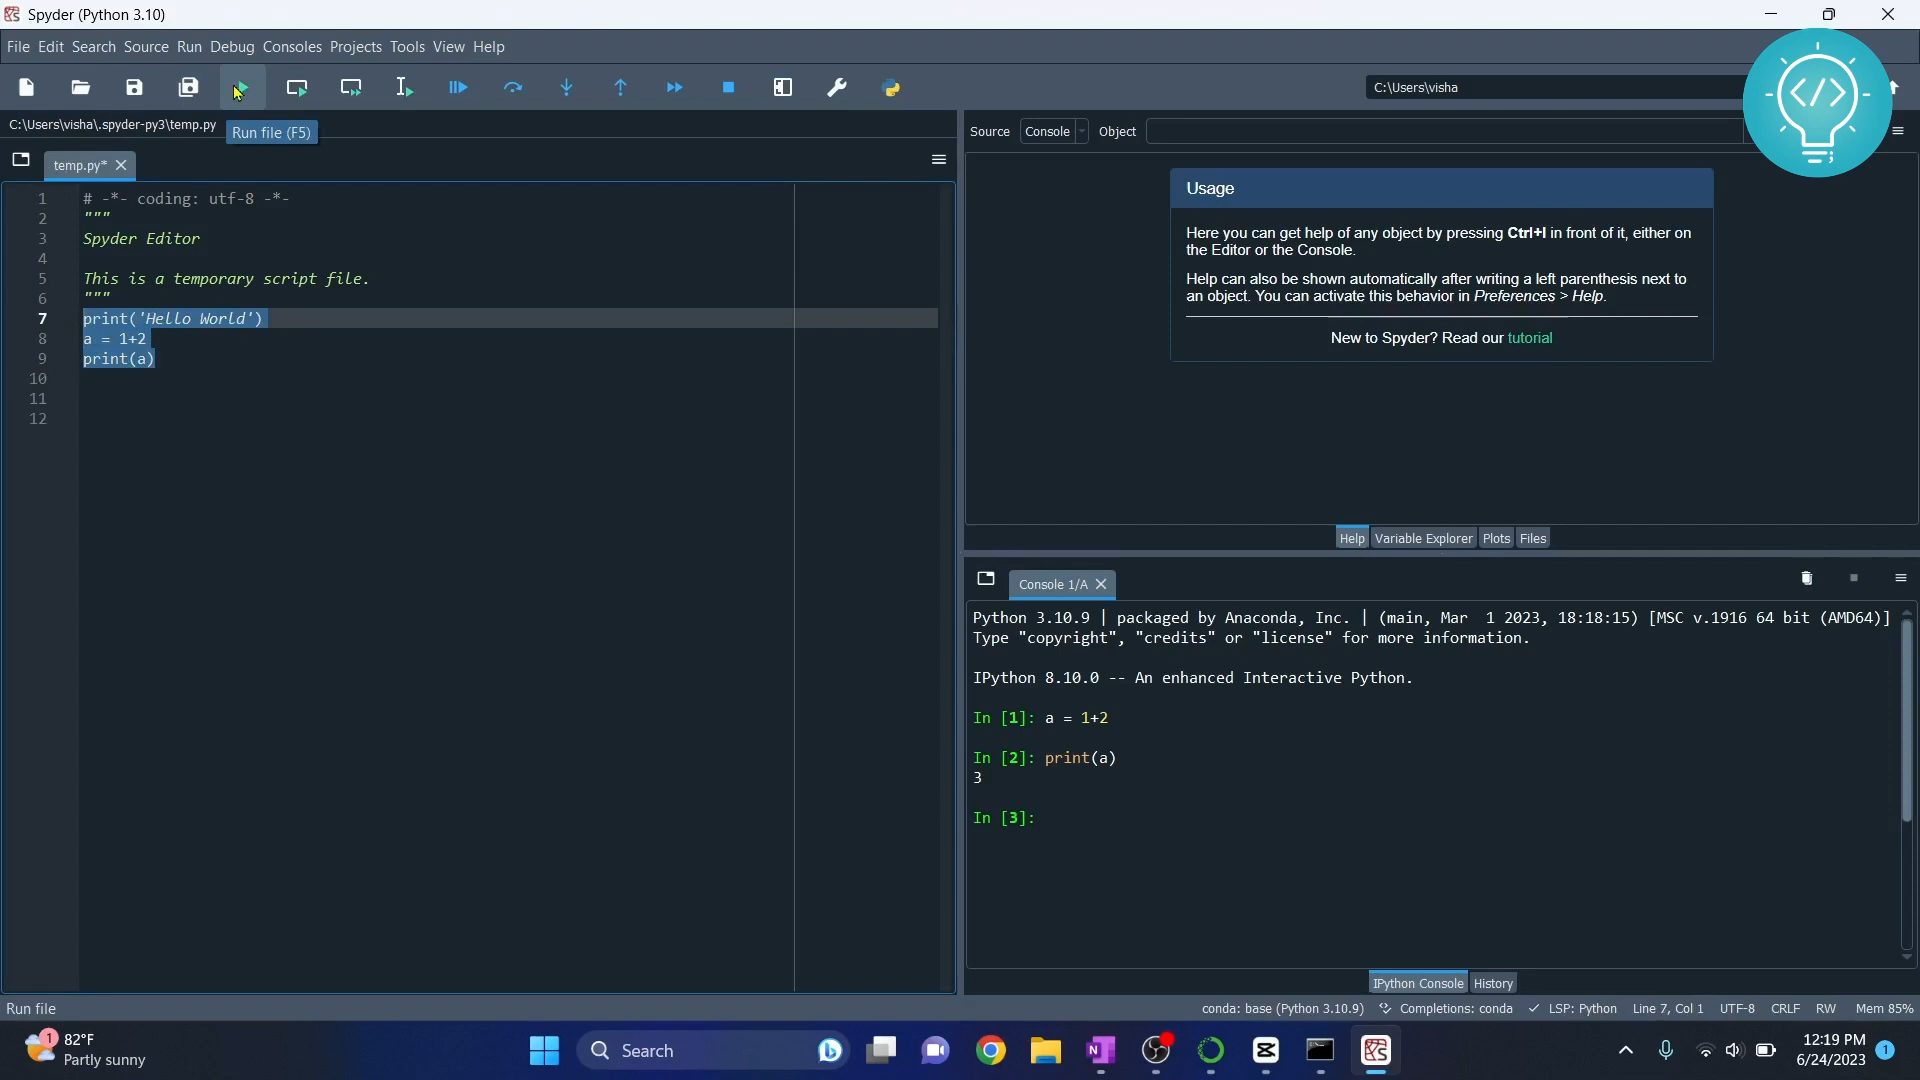 Spyder (Python 3.10)
File Edit Search Source Run Debug Consoles Projects Tools View Help
C:\Users\visha
</>
C:\Users\visha\.spyder-py3\temp.py
Run file (F5)
temp.py*
1 # -*- coding: utf-8 -*-
2 """
3 Spyder Editor
4
5 This is a temporary script file.
6 """
7 print('Hello World')
8 a = 1+2
9 print(a)
10
11
12
Source Console Object
Usage
Here you can get help of any object by pressing Ctrl+I in front of it, either on
the Editor or the Console.
Help can also be shown automatically after writing a left parenthesis next to
an object. You can activate this behavior in Preferences > Help.
New to Spyder? Read our tutorial
Help Variable Explorer Plots Files
Console 1/A
Python 3.10.9 | packaged by Anaconda, Inc. | (main, Mar  1 2023, 18:18:15) [MSC v.1916 64 bit (AMD64)]
Type "copyright", "credits" or "license" for more information.
IPython 8.10.0 -- An enhanced Interactive Python.
In [1]: a = 1+2
In [2]: print(a)
3
In [3]:
IPython Console History
Run file
conda: base (Python 3.10.9) Completions: conda LSP: Python Line 7, Col 1 UTF-8 CRLF RW Mem 85%
1
82°F
Partly sunny
Search
12:19 PM
6/24/2023
1